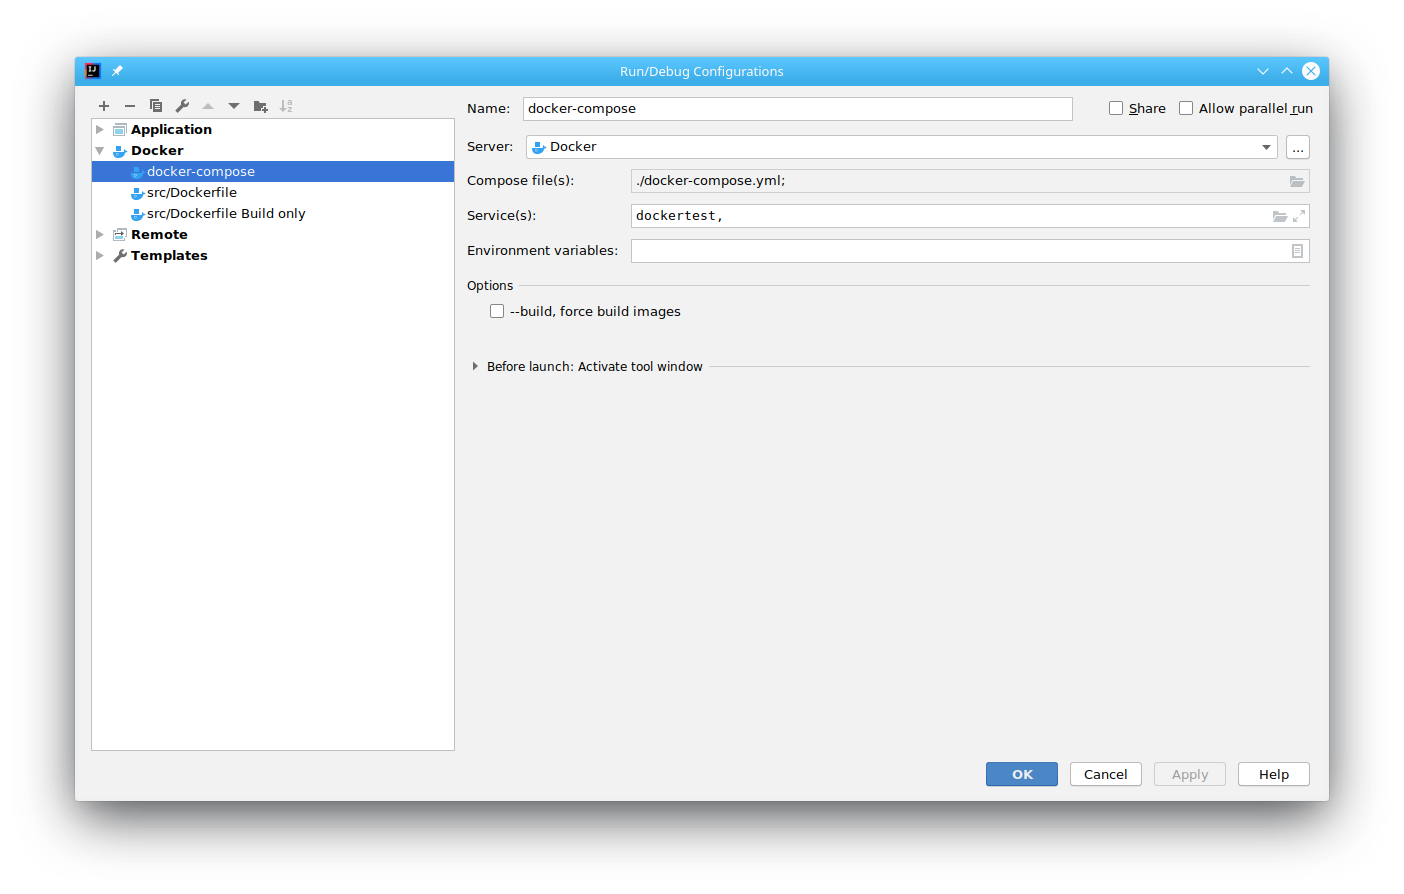 Run/Debug Configurations
Application
Docker
docker-compose
src/Dockerfile
src/Dockerfile Build only
Remote
Templates
Name: docker-compose Share Allow parallel run
Server: Docker ...
Compose file(s): ./docker-compose.yml;
Service(s): dockertest,
Environment variables:
Options
--build, force build images
Before launch: Activate tool window
OK Cancel Apply Help